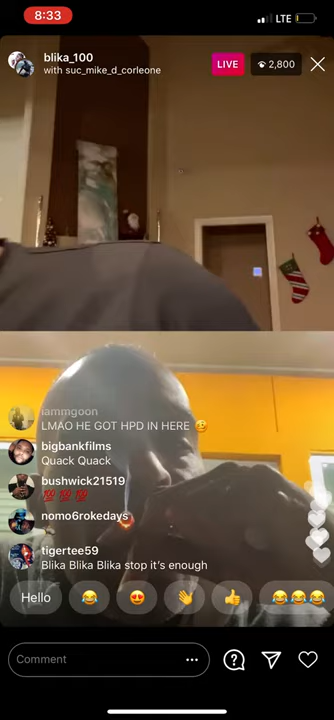 8:33
LTE
blika_100
with suc_mike_d_corleone
LIVE
2,800
iammgoon
LMAO HE GOT HPD IN HERE 🥴
bigbankfilms
Quack Quack
bushwick21519
💯 💯 💯
nomo6rokedays
tigertee59
Blika Blika Blika stop it's enough
Hello
Comment